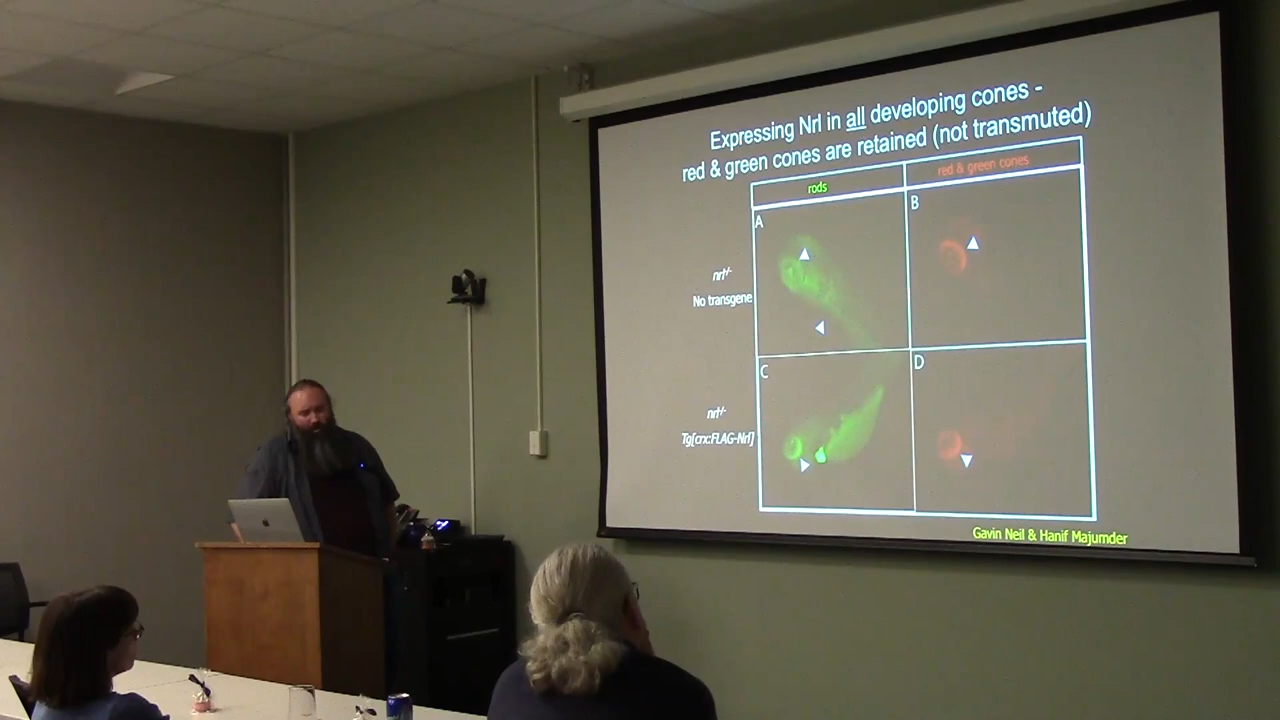 Expressing Nrl in all developing cones -
red & green cones are retained (not transmuted)
rods
red & green cones
A
B
nrl-/-
No transgene
C
D
nrl-/-
Tg[crx::FLAG-Nrl]
Gavin Neil & Hanif Majumder